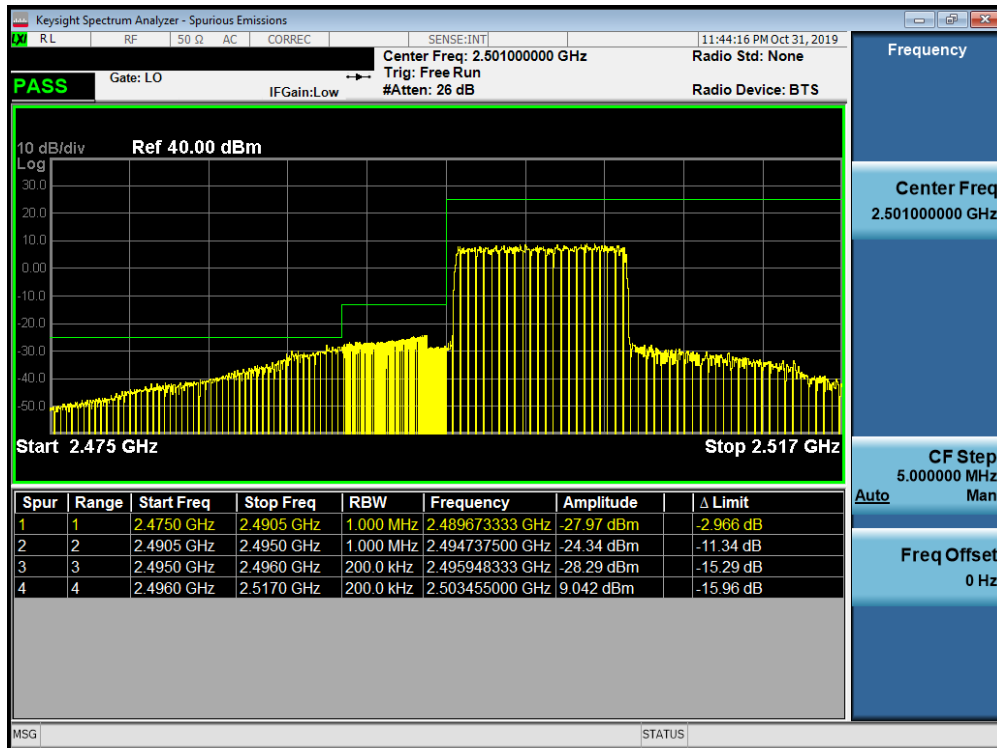 Keysight Spectrum Analyzer - Spurious Emissions
LXI RL RF 50 Ω AC CORREC SENSE:INT 11:44:16 PM Oct 31, 2019
Center Freq: 2.501000000 GHz Radio Std: None
PASS Gate: LO Trig: Free Run
IFGain:Low #Atten: 26 dB Radio Device: BTS
10 dB/div Ref 40.00 dBm
Log
30.0
20.0
10.0
0.00
-10.0
-20.0
-30.0
-40.0
-50.0
Start 2.475 GHz Stop 2.517 GHz
Spur Range Start Freq Stop Freq RBW Frequency Amplitude Δ Limit
1 1 2.4750 GHz 2.4905 GHz 1.000 MHz 2.489673333 GHz -27.97 dBm -2.966 dB
2 2 2.4905 GHz 2.4950 GHz 1.000 MHz 2.494737500 GHz -24.34 dBm -11.34 dB
3 3 2.4950 GHz 2.4960 GHz 200.0 kHz 2.495948333 GHz -28.29 dBm -15.29 dB
4 4 2.4960 GHz 2.5170 GHz 200.0 kHz 2.503455000 GHz 9.042 dBm -15.96 dB
MSG STATUS
Frequency
Center Freq
2.501000000 GHz
CF Step
5.000000 MHz
Auto Man
Freq Offset
0 Hz